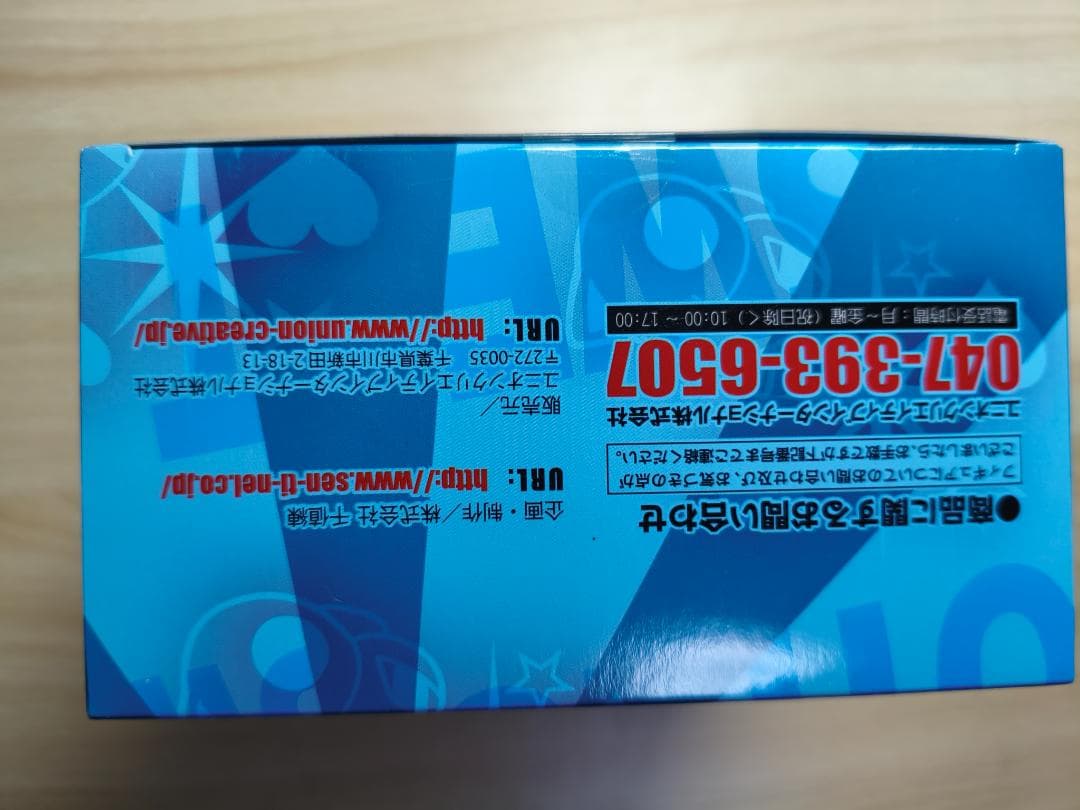 ●商品に関するお問い合わせ
フィギュアについてのお問い合わせ及び、お気づきの点が
ございましたら、お手数ですが下記番号までご連絡ください。
ユニオンクリエイティブインターナショナル株式会社
047-393-6507
電話受付時間：月～金曜（祝日除く）10:00～17:00
企画・制作／株式会社 千値練
URL: http://www.sen-ti-nel.co.jp/
販売元／
ユニオンクリエイティブインターナショナル株式会社
〒272-0035 千葉県市川市新田2-18-13
URL: http://www.union-creative.jp/